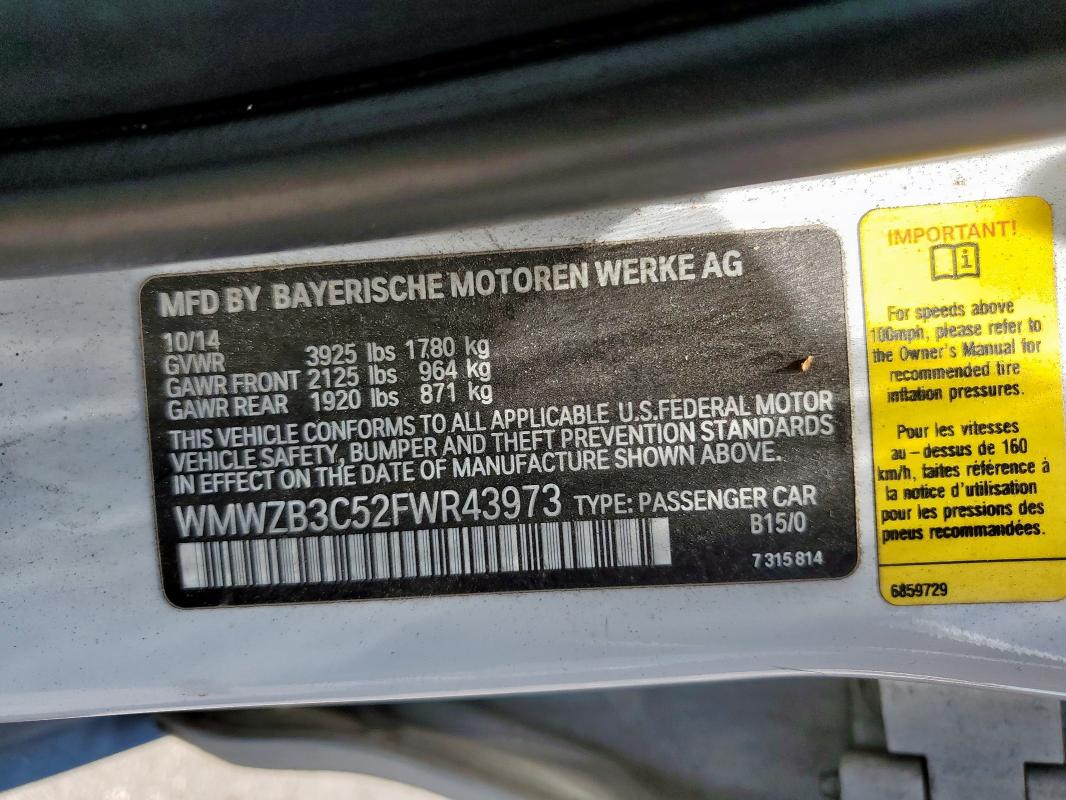 MFD BY BAYERISCHE MOTOREN WERKE AG
10/14
GVWR 3925 lbs 1780 kg
GAWR FRONT 2125 lbs 964 kg
GAWR REAR 1920 lbs 871 kg
THIS VEHICLE CONFORMS TO ALL APPLICABLE U.S.FEDERAL MOTOR
VEHICLE SAFETY, BUMPER AND THEFT PREVENTION STANDARDS
IN EFFECT ON THE DATE OF MANUFACTURE SHOWN ABOVE.
WMWZB3C52FWR43973 TYPE: PASSENGER CAR
B15/0
7 315 814
IMPORTANT!
i
For speeds above
100mph, please refer to
the Owner's Manual for
recommended tire
inflation pressures.
Pour les vitesses
au-dessus de 160
km/h, faites référence à
la notice d'utilisation
pour les pressions des
pneus recommandées.
6859729